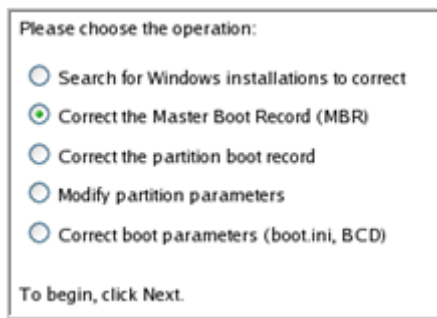 Please choose the operation:
Search for Windows installations to correct
Correct the Master Boot Record (MBR)
Correct the partition boot record
Modify partition parameters
Correct boot parameters (boot.ini, BCD)
To begin, click Next.